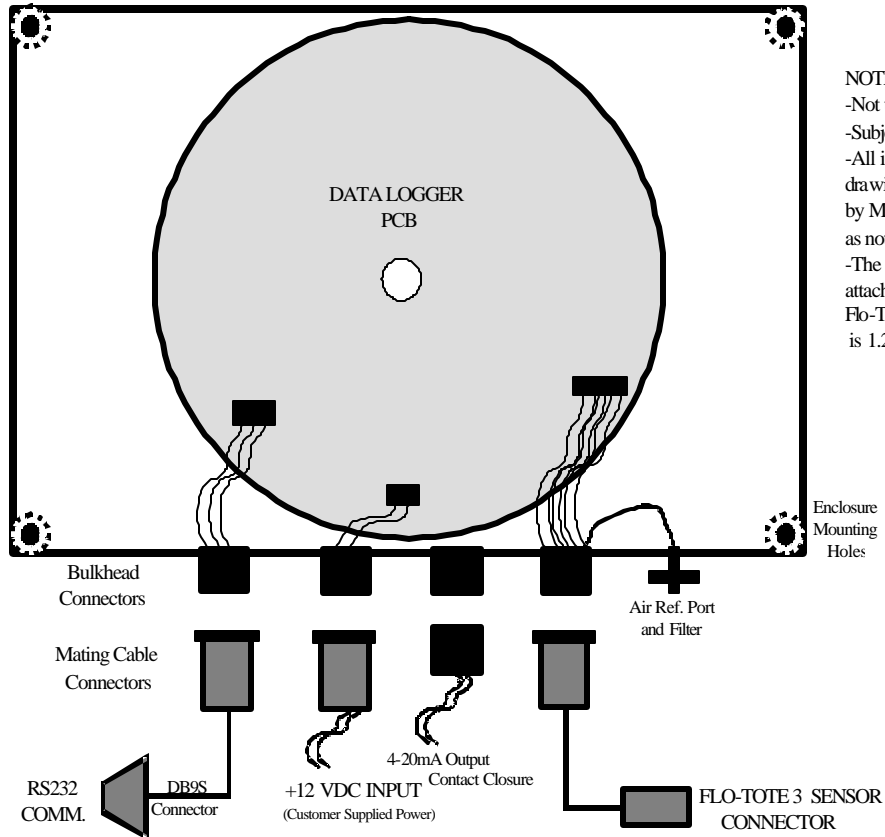 NOT
-Not
-Subj
-All i
drawi
by M
as no
-The
attach
Flo-T
is 1.2
DATA LOGGER
PCB
Enclosure
Mounting
Holes
Bulkhead
Connectors
Air Ref. Port
and Filter
Mating Cable
Connectors
4-20mA Output
Contact Closure
RS232
COMM.
DB9S
Connector
+12 VDC INPUT
(Customer Supplied Power)
FLO-TOTE 3 SENSOR
CONNECTOR